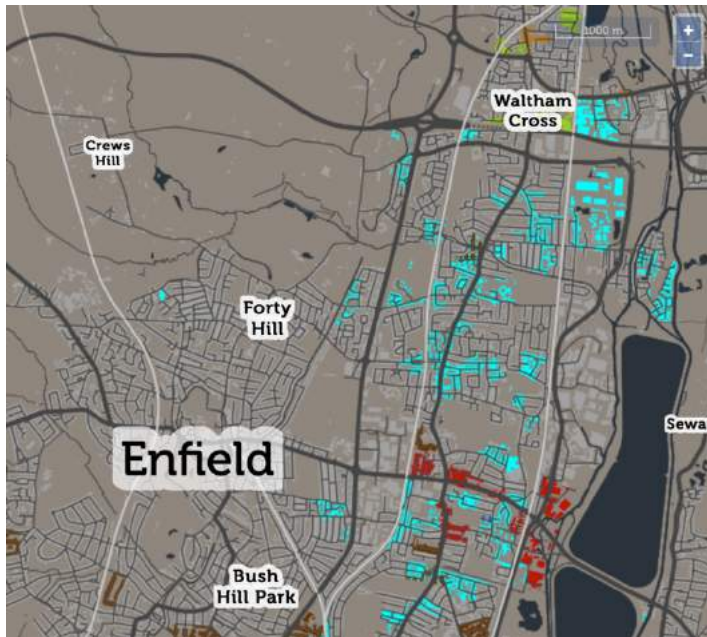 1000 m
+
−
Waltham
Cross
Crews
Hill
Forty
Hill
Sewa
Enfield
Bush
Hill Park